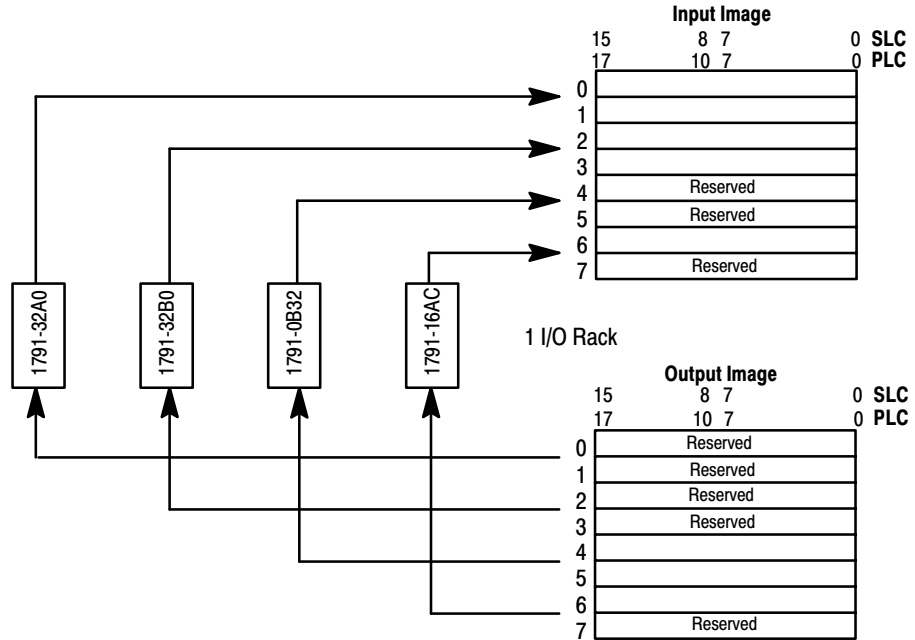 Input Image
15 8 7 0 SLC
17 10 7 0 PLC
0
1
2
3
4 Reserved
5 Reserved
6
7 Reserved
1791-32A0
1791-32B0
1791-0B32
1791-16AC
1 I/O Rack
Output Image
15 8 7 0 SLC
17 10 7 0 PLC
0 Reserved
1 Reserved
2 Reserved
3 Reserved
4
5
6
7 Reserved